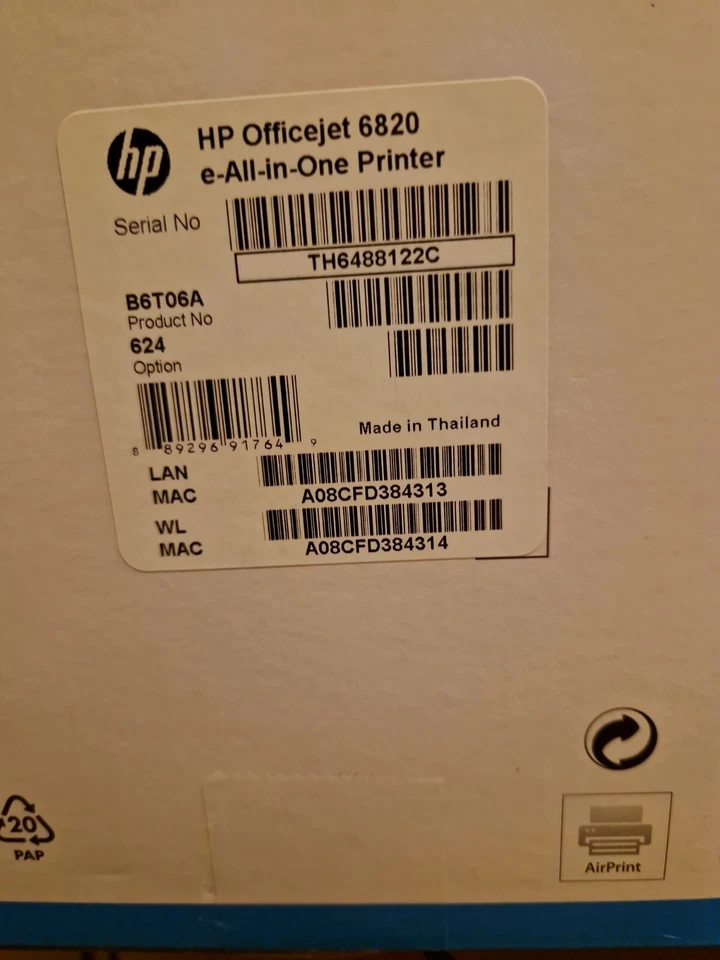 hp
HP Officejet 6820
e-All-in-One Printer
Serial No
TH6488122C
B6T06A
Product No
624
Option
8 89296 91764 9
Made in Thailand
LAN
MAC
A08CFD384313
WL
MAC
A08CFD384314
20
PAP
AirPrint